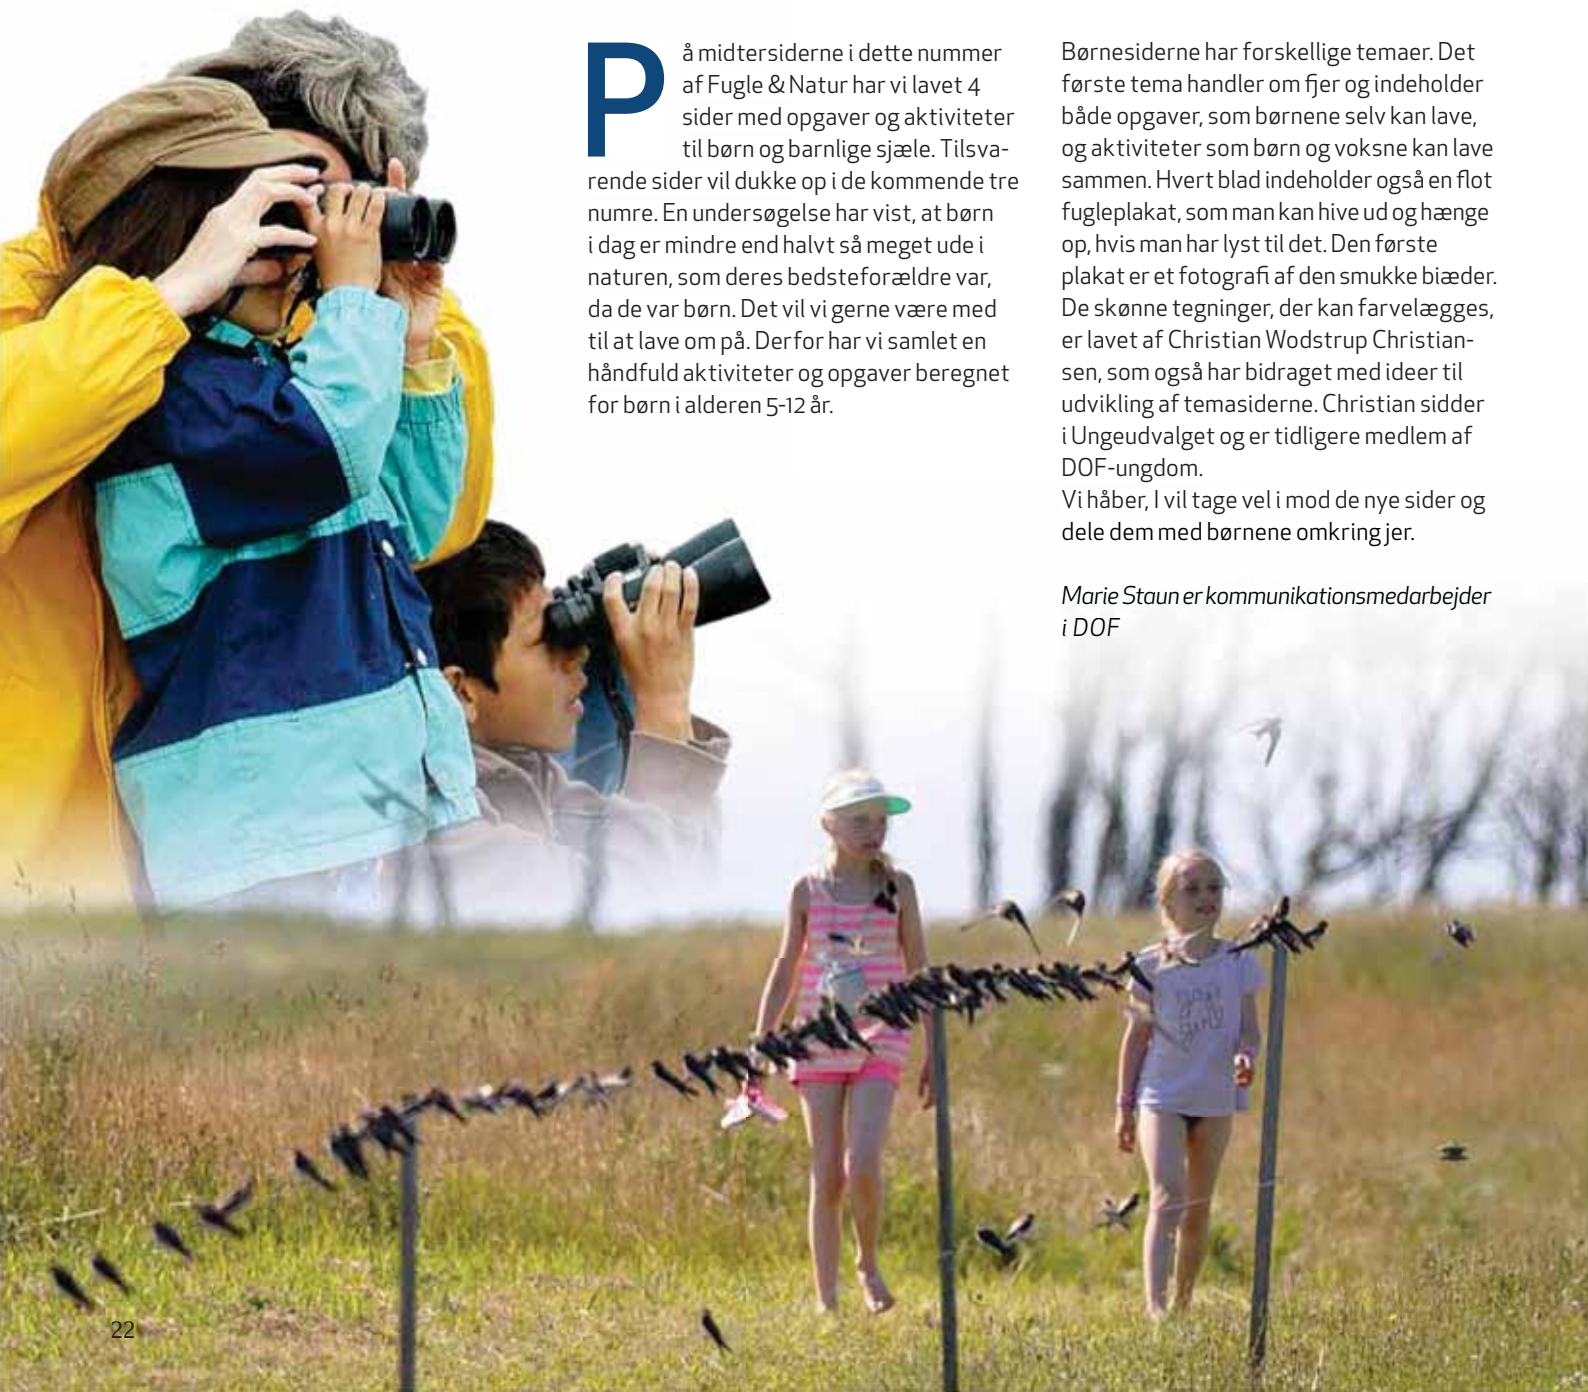 På midtersiderne i dette nummer
af Fugle & Natur har vi lavet 4
sider med opgaver og aktiviteter
til børn og barnlige sjæle. Tilsva-
rende sider vil dukke op i de kommende tre
numre. En undersøgelse har vist, at børn
i dag er mindre end halvt så meget ude i
naturen, som deres bedsteforældre var,
da de var børn. Det vil vi gerne være med
til at lave om på. Derfor har vi samlet en
håndfuld aktiviteter og opgaver beregnet
for børn i alderen 5-12 år.
Børnesiderne har forskellige temaer. Det
første tema handler om fjer og indeholder
både opgaver, som børnene selv kan lave,
og aktiviteter som børn og voksne kan lave
sammen. Hvert blad indeholder også en flot
fugleplakat, som man kan hive ud og hænge
op, hvis man har lyst til det. Den første
plakat er et fotografi af den smukke biæder.
De skønne tegninger, der kan farvelægges,
er lavet af Christian Wodstrup Christian-
sen, som også har bidraget med ideer til
udvikling af temasiderne. Christian sidder
i Ungeudvalget og er tidligere medlem af
DOF-ungdom.
Vi håber, I vil tage vel i mod de nye sider og
dele dem med børnene omkring jer.
Marie Staun er kommunikationsmedarbejder
i DOF
22